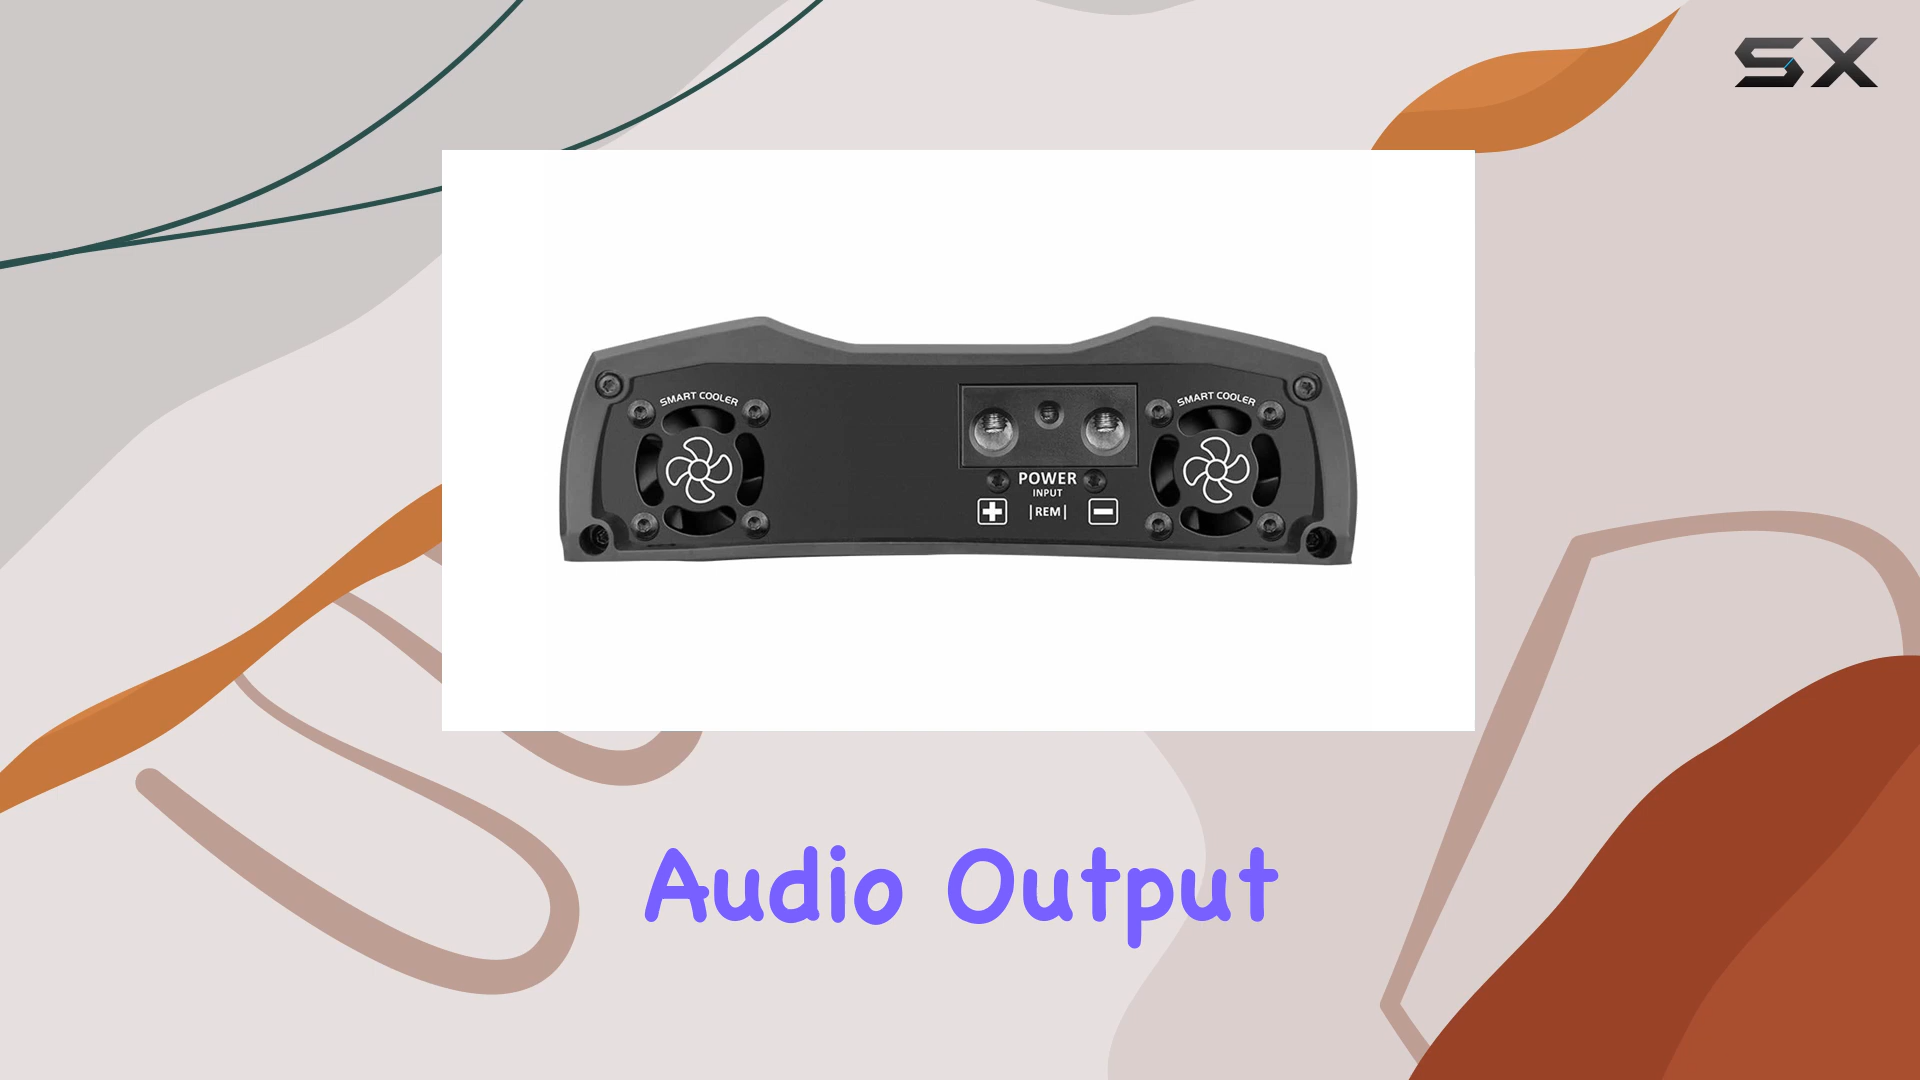 SX
SMART COOLER
SMART COOLER
POWER
INPUT
|REM|
Audio Output